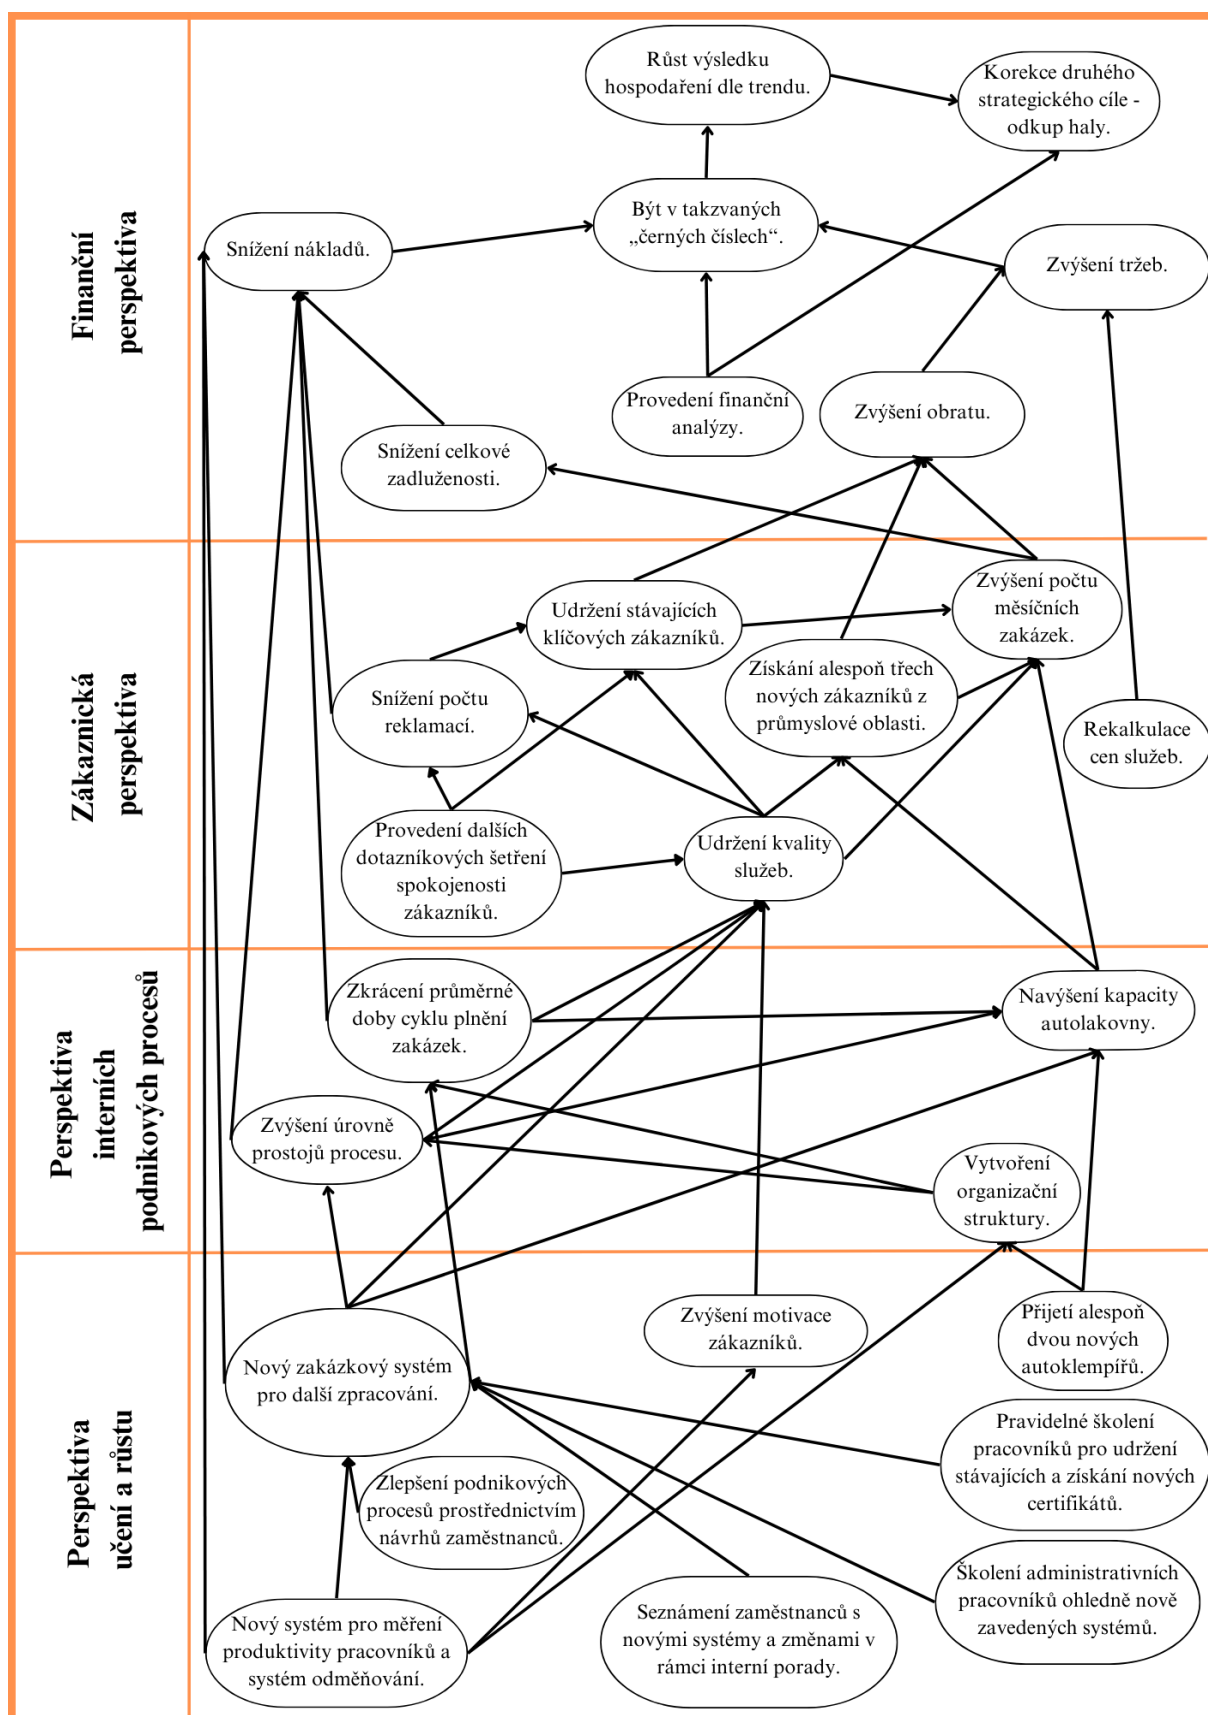 Finanční
perspektiva
Růst výsledku
hospodaření dle trendu.
Korekce druhého
strategického cíle -
odkup haly.
Být v takzvaných
„černých číslech“.
Snížení nákladů.
Zvýšení tržeb.
Provedení finanční
analýzy.
Zvýšení obratu.
Snížení celkové
zadluženosti.
Zákaznická
perspektiva
Zvýšení počtu
měsíčních
zakázek.
Udržení stávajících
klíčových zákazníků.
Získání alespoň třech
nových zákazníků z
průmyslové oblasti.
Snížení počtu
reklamací.
Rekalkulace
cen služeb.
Provedení dalších
dotazníkových šetření
spokojenosti
zákazníků.
Udržení kvality
služeb.
Perspektiva
interních
podnikových procesů
Zkrácení průměrné
doby cyklu plnění
zakázek.
Navýšení kapacity
autolakovny.
Zvýšení úrovně
prostojů procesu.
Vytvoření
organizační
struktury.
Perspektiva
učení a růstu
Zvýšení motivace
zákazníků.
Přijetí alespoň
dvou nových
autoklempířů.
Nový zakázkový systém
pro další zpracování.
Pravidelné školení
pracovníků pro udržení
stávajících a získání nových
certifikátů.
Zlepšení podnikových
procesů prostřednictvím
návrhů zaměstnanců.
Školení administrativních
pracovníků ohledně nově
zavedených systémů.
Nový systém pro měření
produktivity pracovníků a
systém odměňování.
Seznámení zaměstnanců s
novými systémy a změnami v
rámci interní porady.